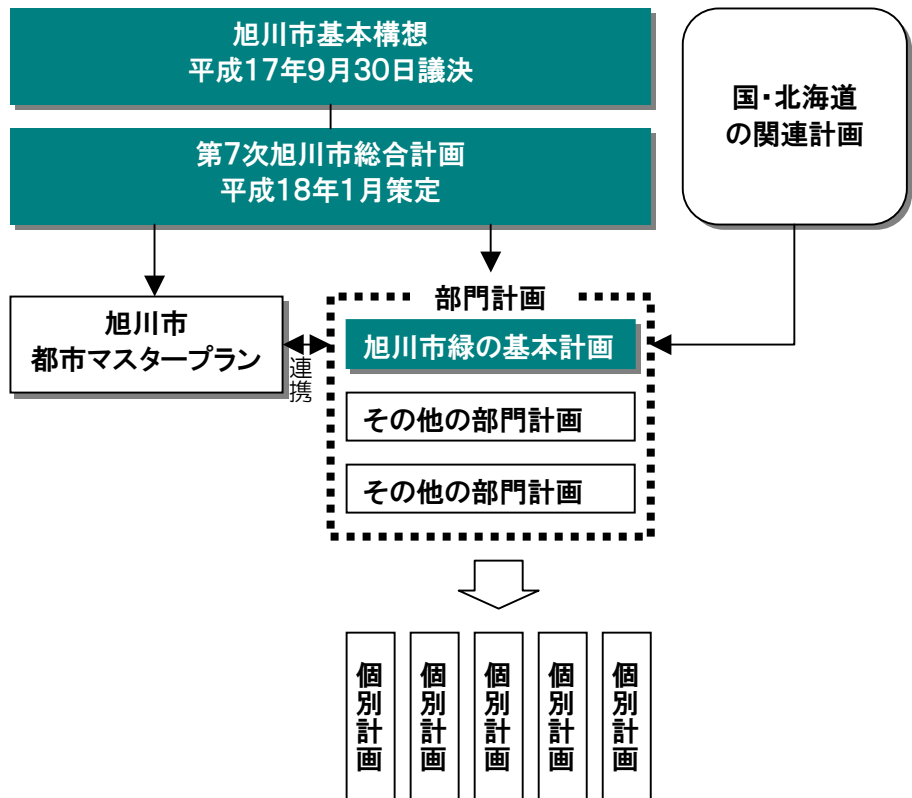 旭川市基本構想
平成17年9月30日議決
国・北海道
の関連計画
第7次旭川市総合計画
平成18年1月策定
部門計画
旭川市
都市マスタープラン
連携
旭川市緑の基本計画
その他の部門計画
その他の部門計画
個別計画
個別計画
個別計画
個別計画
個別計画